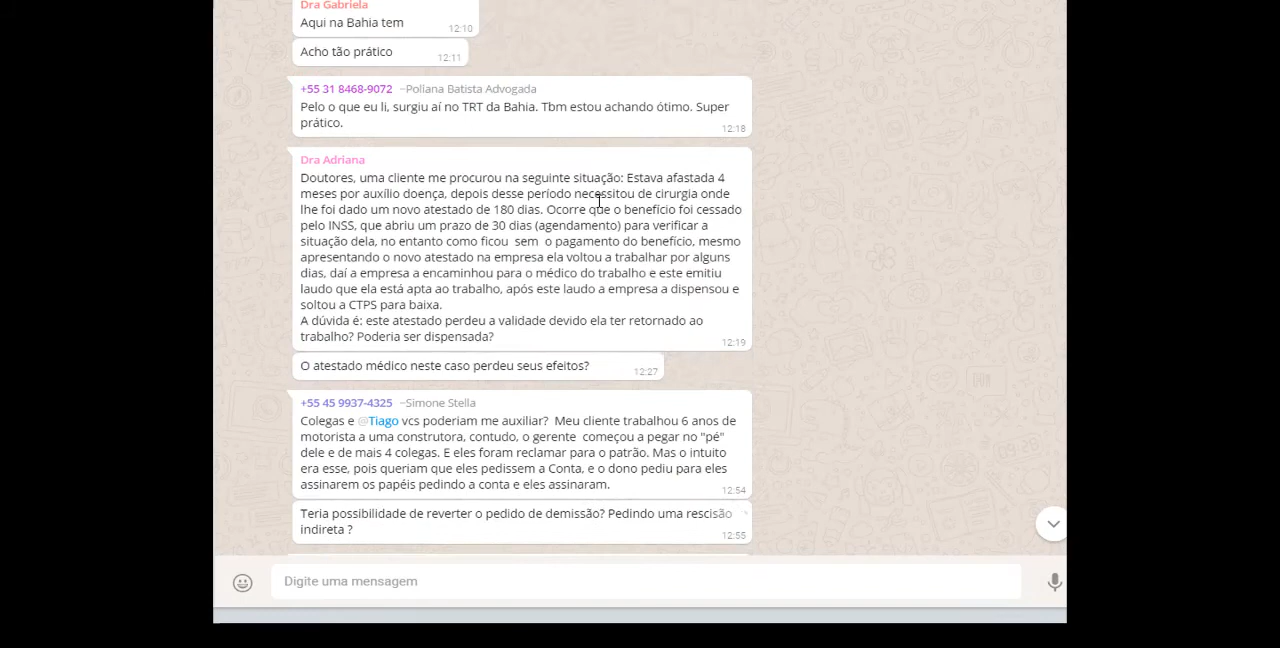 Dra Gabriela
Aqui na Bahia tem
12:10
Acho tão prático
12:11
+55 31 8468-9072 ~Poliana Batista Advogada
Pelo o que eu li, surgiu aí no TRT da Bahia. Tbm estou achando ótimo. Super
prático.
12:18
Dra Adriana
Doutores, uma cliente me procurou na seguinte situação: Estava afastada 4
meses por auxílio doença, depois desse período necessitou de cirurgia onde
lhe foi dado um novo atestado de 180 dias. Ocorre que o benefício foi cessado
pelo INSS, que abriu um prazo de 30 dias (agendamento) para verificar a
situação dela, no entanto como ficou sem o pagamento do benefício, mesmo
apresentando o novo atestado na empresa ela voltou a trabalhar por alguns
dias, daí a empresa a encaminhou para o médico do trabalho e este emitiu
laudo que ela está apta ao trabalho, após este laudo a empresa a dispensou e
soltou a CTPS para baixa.
A dúvida é: este atestado perdeu a validade devido ela ter retornado ao
trabalho? Poderia ser dispensada?
12:19
O atestado médico neste caso perdeu seus efeitos?
12:27
+55 45 9937-4325 ~Simone Stella
Colegas e @Tiago vcs poderiam me auxiliar? Meu cliente trabalhou 6 anos de
motorista a uma construtora, contudo, o gerente começou a pegar no "pé"
dele e de mais 4 colegas. E eles foram reclamar para o patrão. Mas o intuito
era esse, pois queriam que eles pedissem a Conta, e o dono pediu para eles
assinarem os papéis pedindo a conta e eles assinaram.
12:54
Teria possibilidade de reverter o pedido de demissão? Pedindo uma rescisão
indireta ?
12:55
Digite uma mensagem